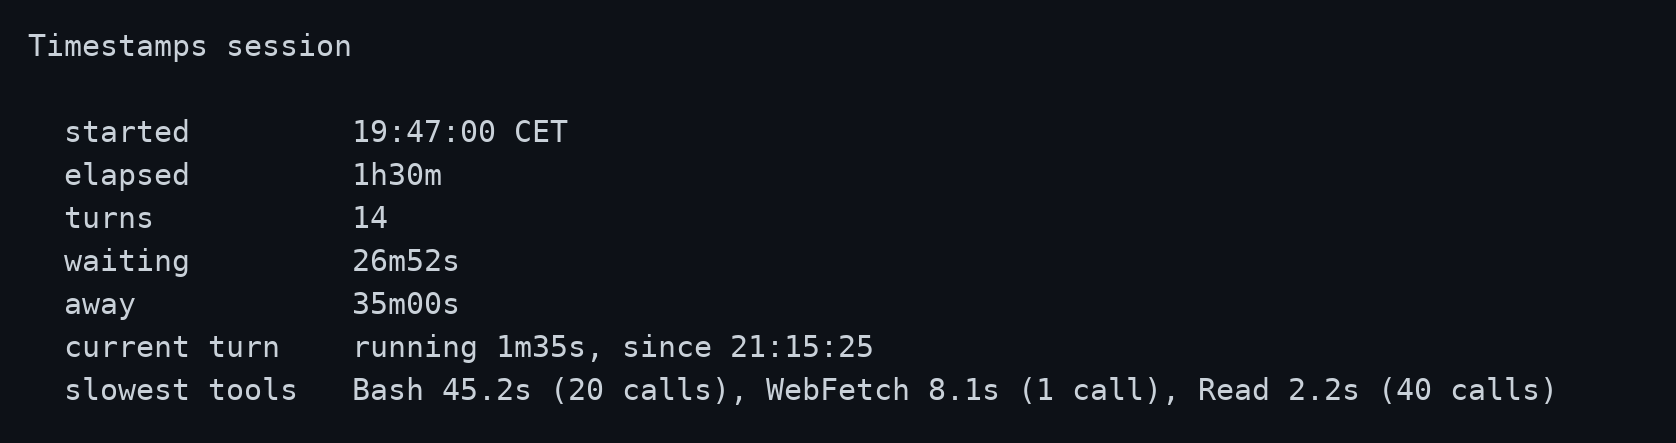 Timestamps session
started 19:47:00 CET
elapsed 1h30m
turns 14
waiting 26m52s
away 35m00s
current turn running 1m35s, since 21:15:25
slowest tools Bash 45.2s (20 calls), WebFetch 8.1s (1 call), Read 2.2s (40 calls)